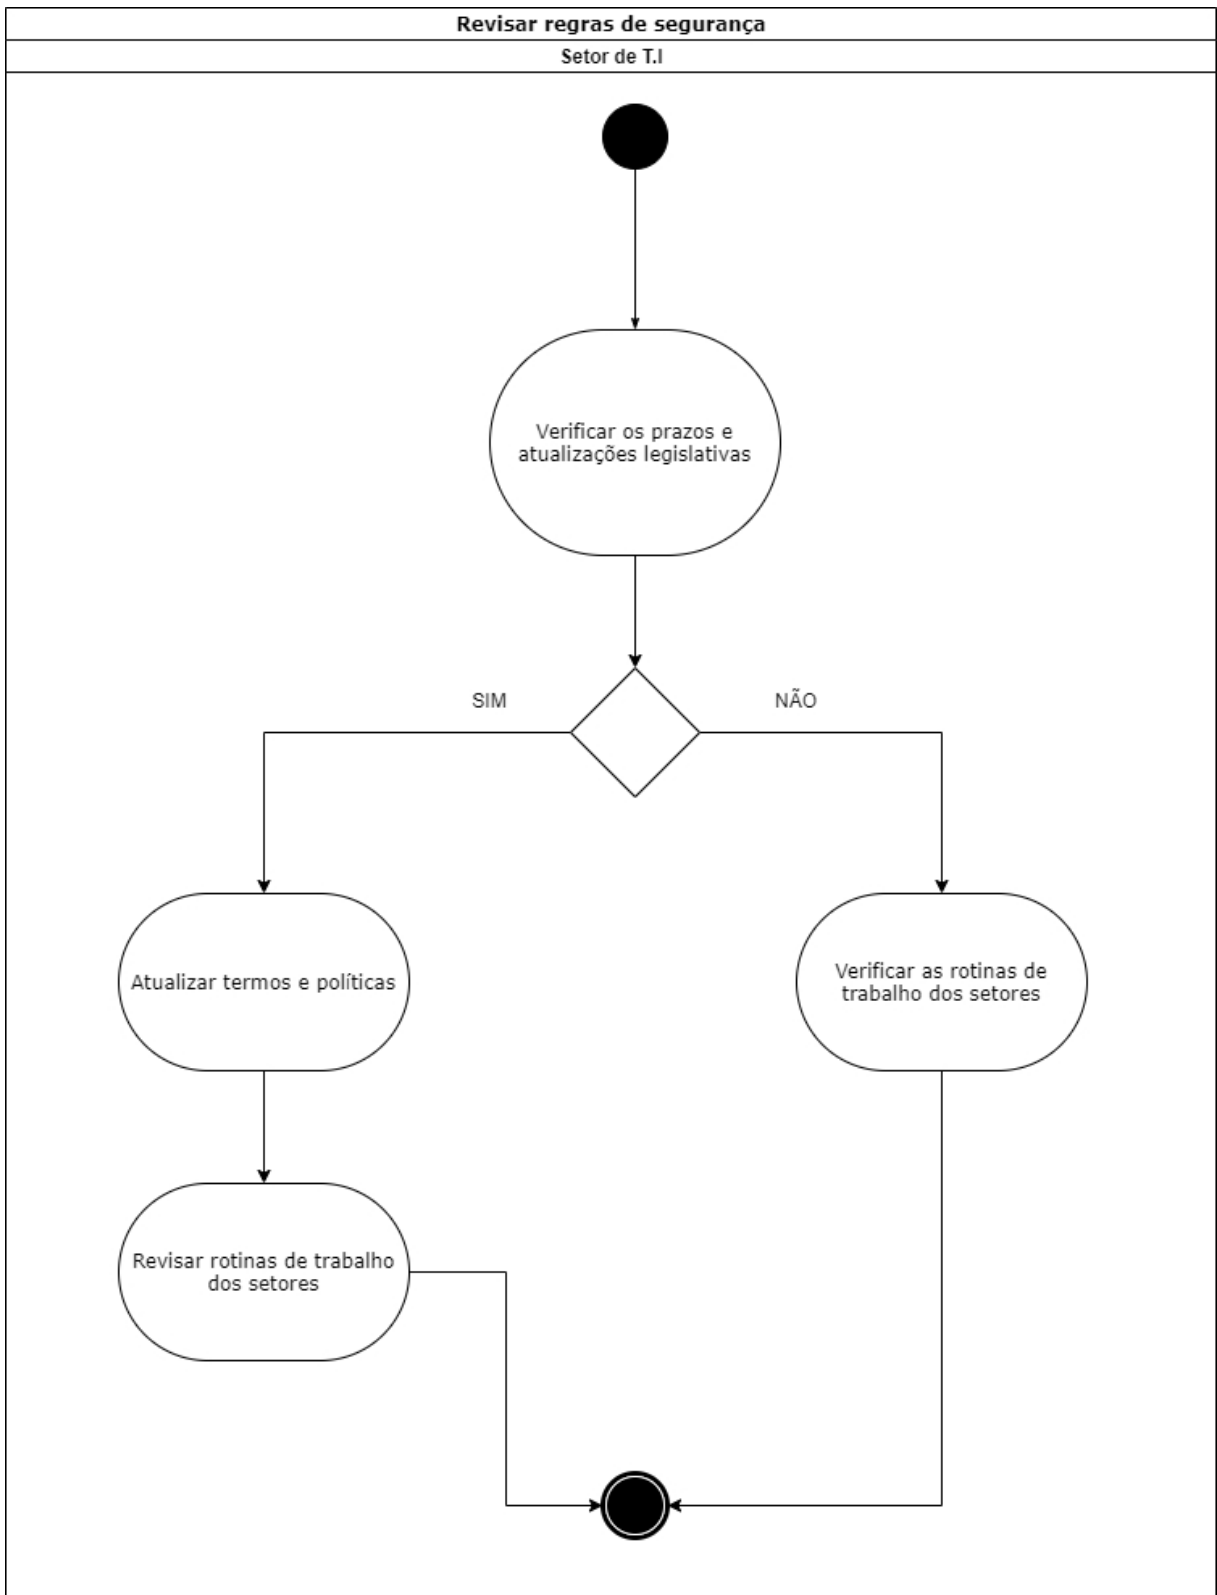 Revisar regras de segurança
Setor de T.I
Verificar os prazos e
atualizações legislativas
SIM
NÃO
Atualizar termos e políticas
Verificar as rotinas de
trabalho dos setores
Revisar rotinas de trabalho
dos setores